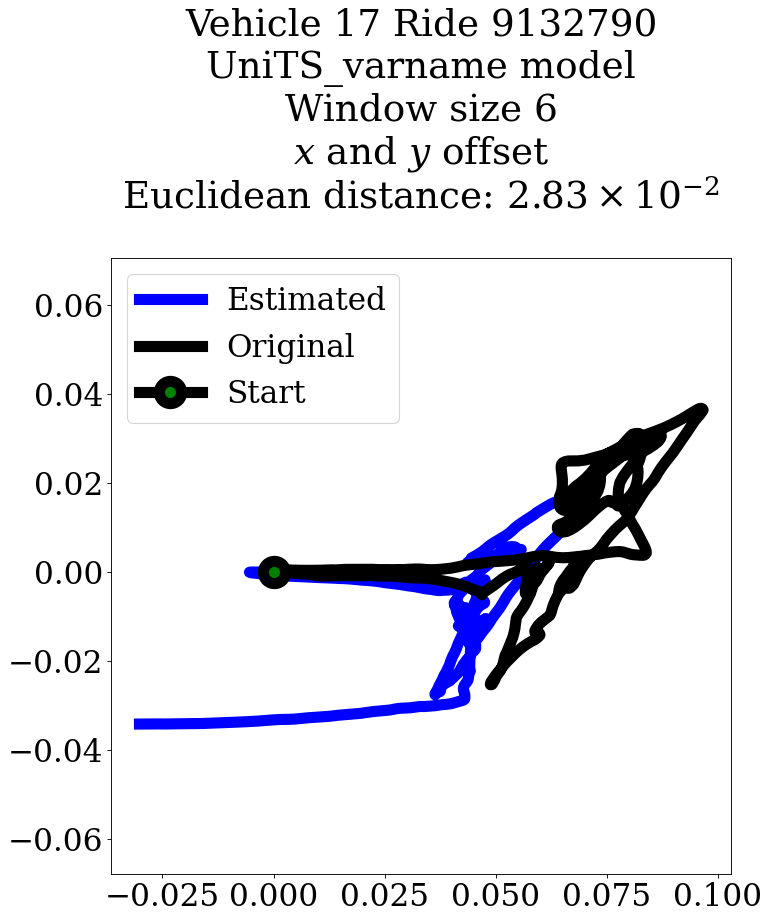 Vehicle 17 Ride 9132790
UniTS_varname model
Window size 6
x and y offset
Euclidean distance: 2.83 × 10⁻²
Estimated
Original
Start
0.06
0.04
0.02
0.00
−0.02
−0.04
−0.06
−0.025 0.000 0.025 0.050 0.075 0.100